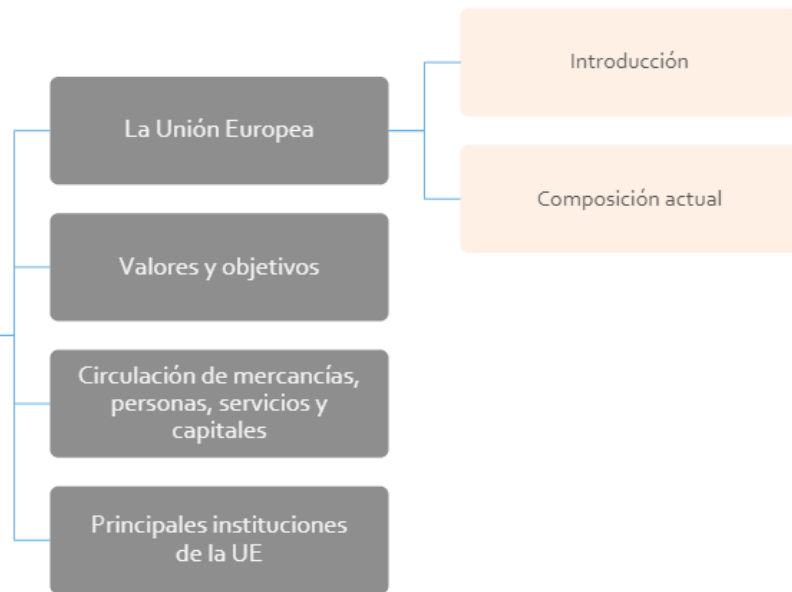 La Unión Europea
Introducción
Composición actual
Valores y objetivos
Circulación de mercancías,
personas, servicios y
capitales
Principales instituciones
de la UE